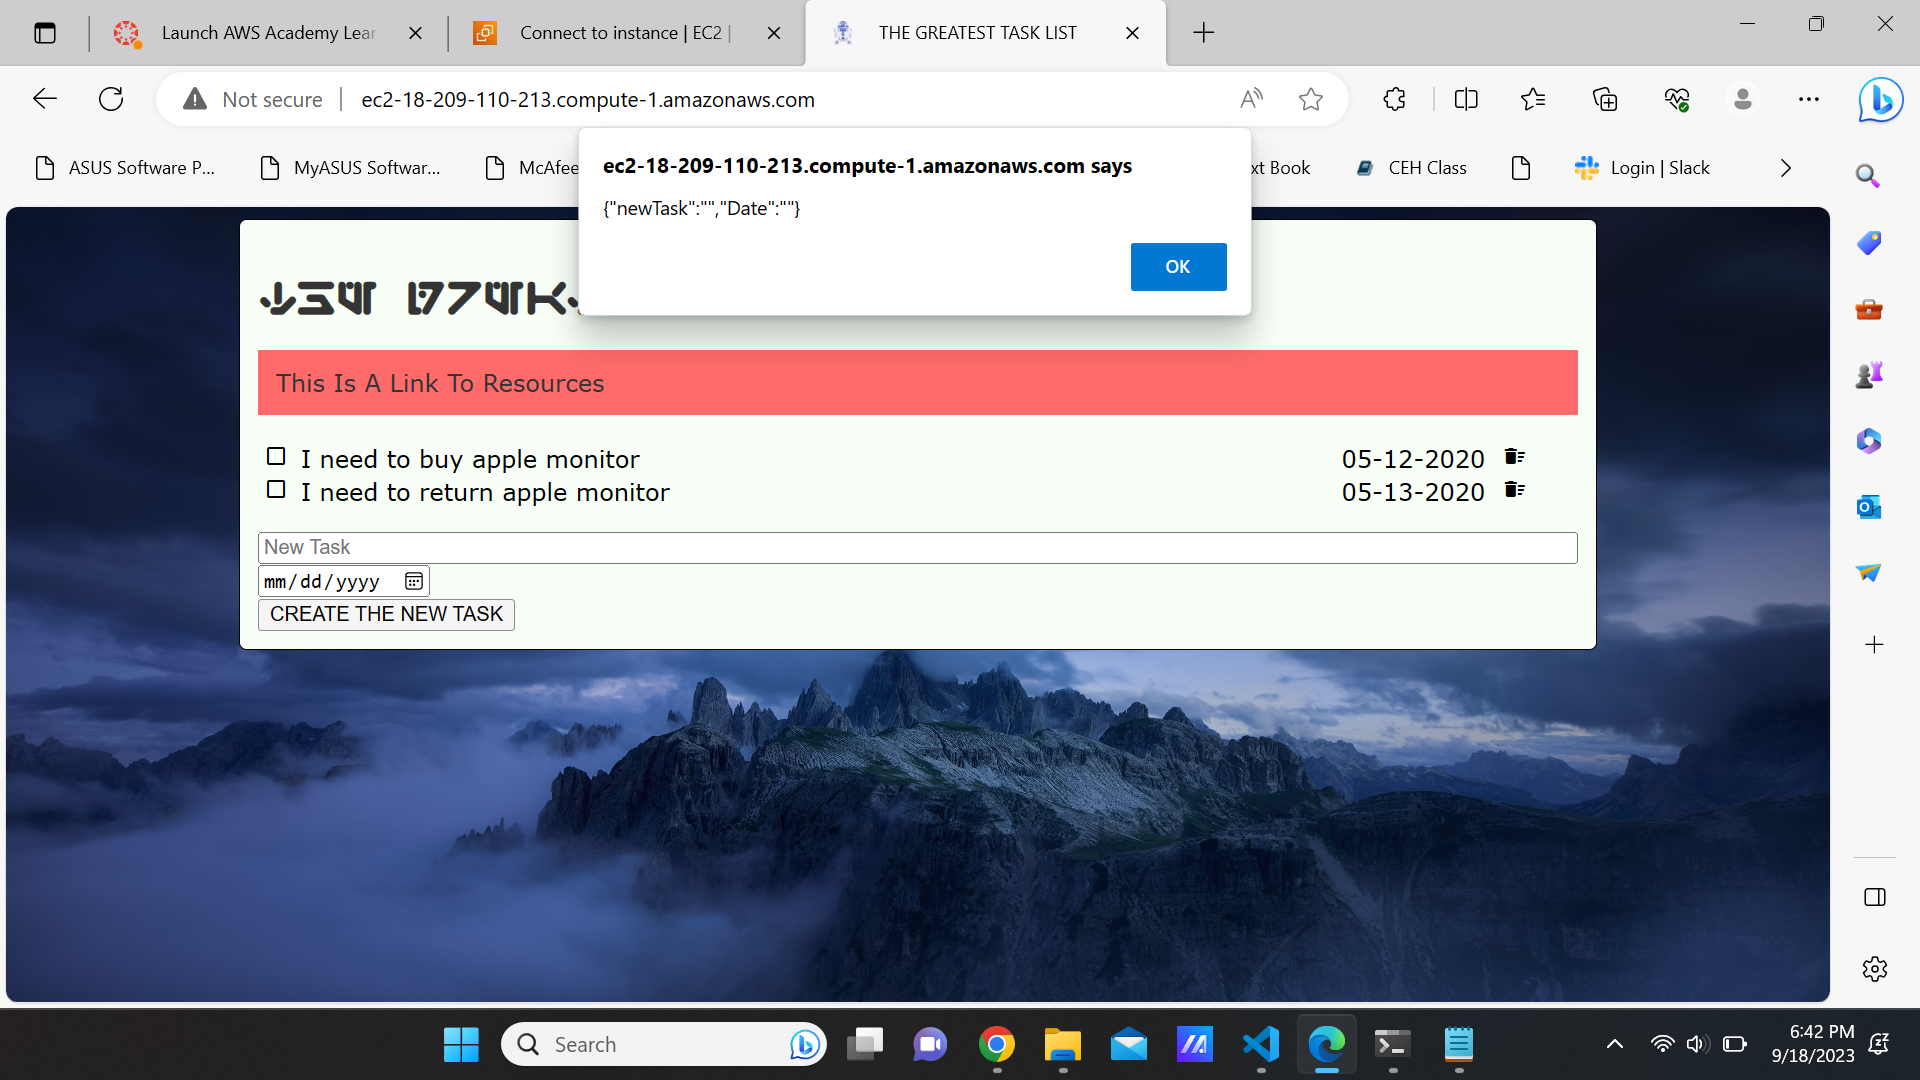 Launch AWS Academy Lear
Connect to instance | EC2 |
THE GREATEST TASK LIST
Not secure
ec2-18-209-110-213.compute-1.amazonaws.com
ASUS Software P...
MyASUS Softwar...
McAfee
xt Book
CEH Class
Login | Slack
ec2-18-209-110-213.compute-1.amazonaws.com says
{"newTask":"","Date":""}
OK
This Is A Link To Resources
I need to buy apple monitor 05-12-2020
I need to return apple monitor 05-13-2020
New Task
mm/dd/yyyy
CREATE THE NEW TASK
Search
6:42 PM
9/18/2023